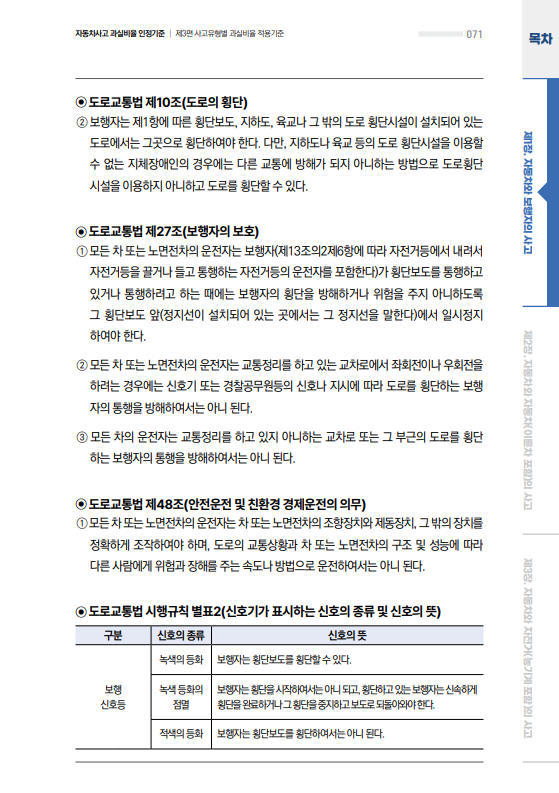 자동차사고 과실비율 인정기준 | 제3편 사고유형별 과실비율 적용기준
071
목차
◉ 도로교통법 제10조(도로의 횡단)
② 보행자는 제1항에 따른 횡단보도, 지하도, 육교나 그 밖의 도로 횡단시설이 설치되어 있는
도로에서는 그곳으로 횡단하여야 한다. 다만, 지하도나 육교 등의 도로 횡단시설을 이용할
수 없는 지체장애인의 경우에는 다른 교통에 방해가 되지 아니하는 방법으로 도로횡단
시설을 이용하지 아니하고 도로를 횡단할 수 있다.
◉ 도로교통법 제27조(보행자의 보호)
① 모든 차 또는 노면전차의 운전자는 보행자(제13조의2제6항에 따라 자전거등에서 내려서
자전거등을 끌거나 들고 통행하는 자전거등의 운전자를 포함한다)가 횡단보도를 통행하고
있거나 통행하려고 하는 때에는 보행자의 횡단을 방해하거나 위험을 주지 아니하도록
그 횡단보도 앞(정지선이 설치되어 있는 곳에서는 그 정지선을 말한다)에서 일시정지
하여야 한다.
② 모든 차 또는 노면전차의 운전자는 교통정리를 하고 있는 교차로에서 좌회전이나 우회전을
하려는 경우에는 신호기 또는 경찰공무원등의 신호나 지시에 따라 도로를 횡단하는 보행
자의 통행을 방해하여서는 아니 된다.
③ 모든 차의 운전자는 교통정리를 하고 있지 아니하는 교차로 또는 그 부근의 도로를 횡단
하는 보행자의 통행을 방해하여서는 아니 된다.
◉ 도로교통법 제48조(안전운전 및 친환경 경제운전의 의무)
① 모든 차 또는 노면전차의 운전자는 차 또는 노면전차의 조향장치와 제동장치, 그 밖의 장치를
정확하게 조작하여야 하며, 도로의 교통상황과 차 또는 노면전차의 구조 및 성능에 따라
다른 사람에게 위험과 장해를 주는 속도나 방법으로 운전하여서는 아니 된다.
◉ 도로교통법 시행규칙 별표2(신호기가 표시하는 신호의 종류 및 신호의 뜻)
구분 신호의 종류 신호의 뜻
보행
신호등
녹색의 등화 보행자는 횡단보도를 횡단할 수 있다.
녹색 등화의
점멸
보행자는 횡단을 시작하여서는 아니 되고, 횡단하고 있는 보행자는 신속하게
횡단을 완료하거나 그 횡단을 중지하고 보도로 되돌아와야 한다.
적색의 등화 보행자는 횡단보도를 횡단하여서는 아니 된다.
제1장. 자동차와 보행자의 사고
제2장. 자동차와 자동차(이륜차 포함)의 사고
제3장. 자동차와 자전거(농기계 포함)의 사고